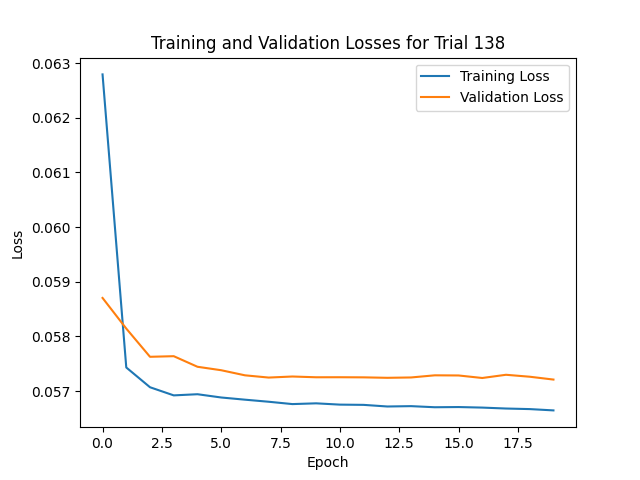 Training and Validation Losses for Trial 138
Training Loss
Validation Loss
0.063
0.062
0.061
0.060
0.059
0.058
0.057
Loss
0.0 2.5 5.0 7.5 10.0 12.5 15.0 17.5
Epoch